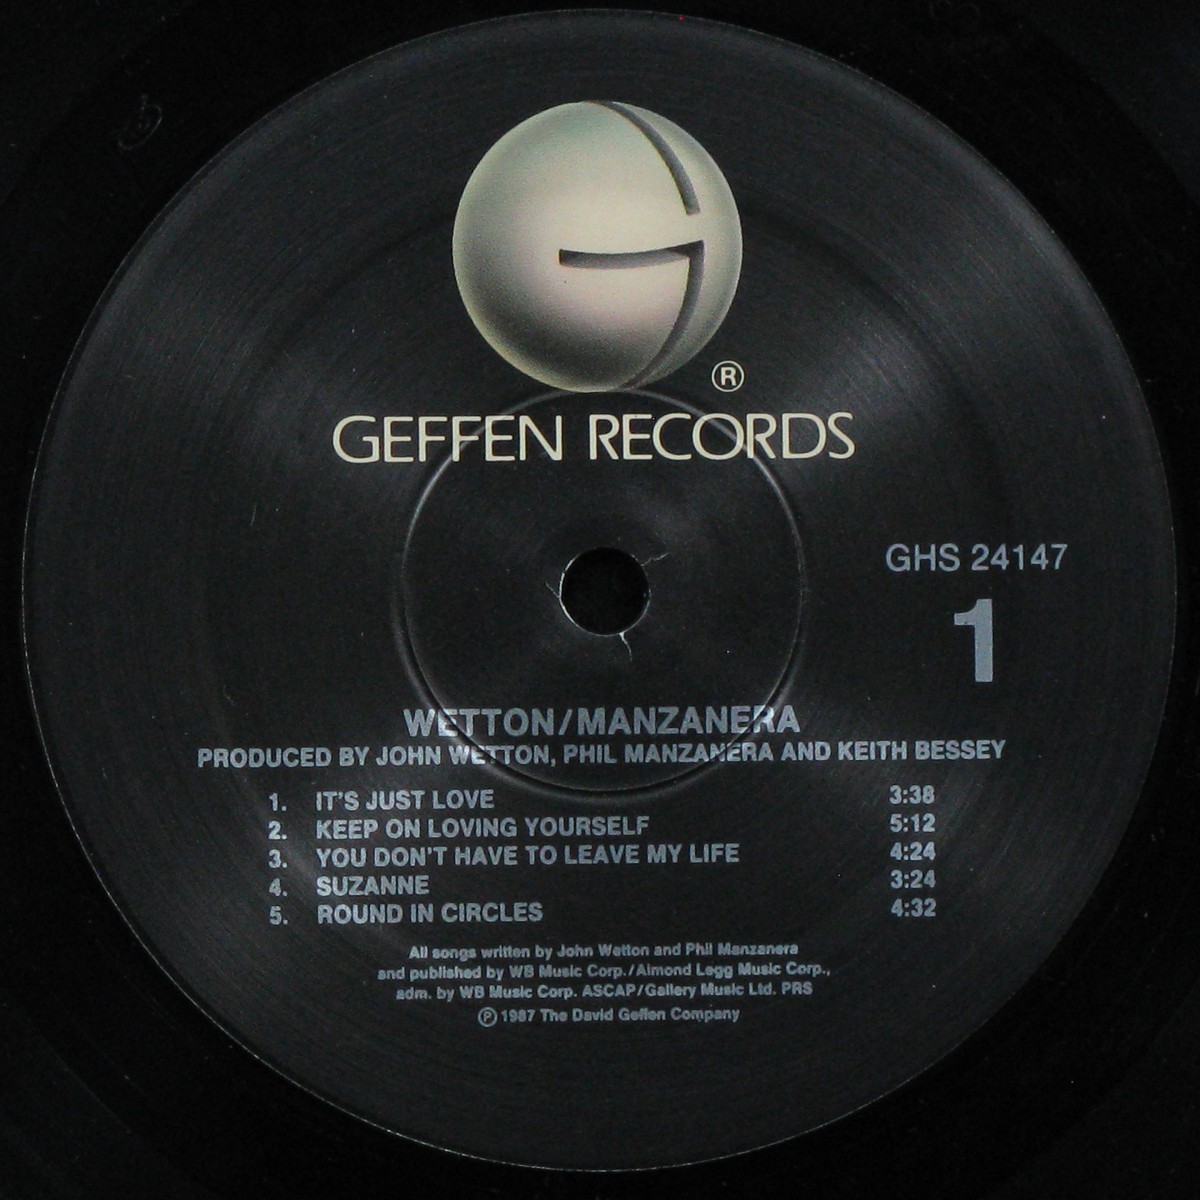 ®
GEFFEN RECORDS
GHS 24147
1
WETTON/MANZANERA
PRODUCED BY JOHN WETTON, PHIL MANZANERA AND KEITH BESSEY
1. IT'S JUST LOVE 3:38
2. KEEP ON LOVING YOURSELF 5:12
3. YOU DON'T HAVE TO LEAVE MY LIFE 4:24
4. SUZANNE 3:24
5. ROUND IN CIRCLES 4:32
All songs written by John Wetton and Phil Manzanera
and published by WB Music Corp./Almond Legg Music Corp.,
adm. by WB Music Corp. ASCAP/Gallery Music Ltd. PRS
℗ 1987 The David Geffen Company